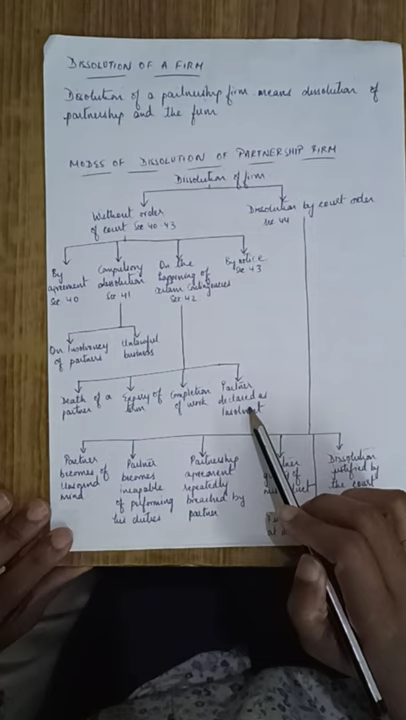 DISSOLUTION OF A FIRM
Dissolution of a partnership firm means dissolution of
partnership and the firm
MODES OF DISSOLUTION OF PARTNERSHIP FIRM
Dissolution of firm
Without order
of court Sec 40-43
Dissolution by court order
Sec 44
By
agreement
Sec 40
Compulsory
dissolution
Sec 41
On the
happening of
certain contingencies
Sec 42
By notice
Sec 43
On Insolvency
of partners
Unlawful
business
Death of a
partner
Expiry of
term
Completion
of work
Partner
declared as
Insolvent
Partner
becomes of
Unsound
mind
Partner
becomes
incapable
of performing
his duties
Partnership
agreement
repeatedly
breached by
partner
of
Dissolution
justified by
the court